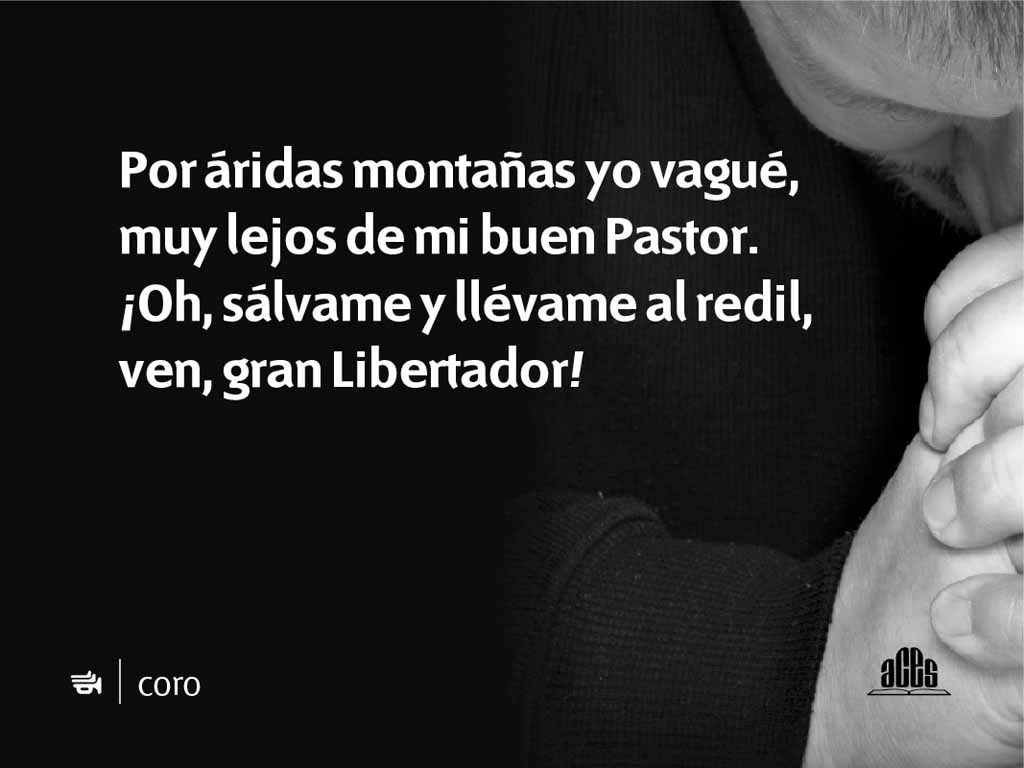 Por áridas montañas yo vagué,
muy lejos de mi buen Pastor.
¡Oh, sálvame y llévame al redil,
ven, gran Libertador!
coro
aces